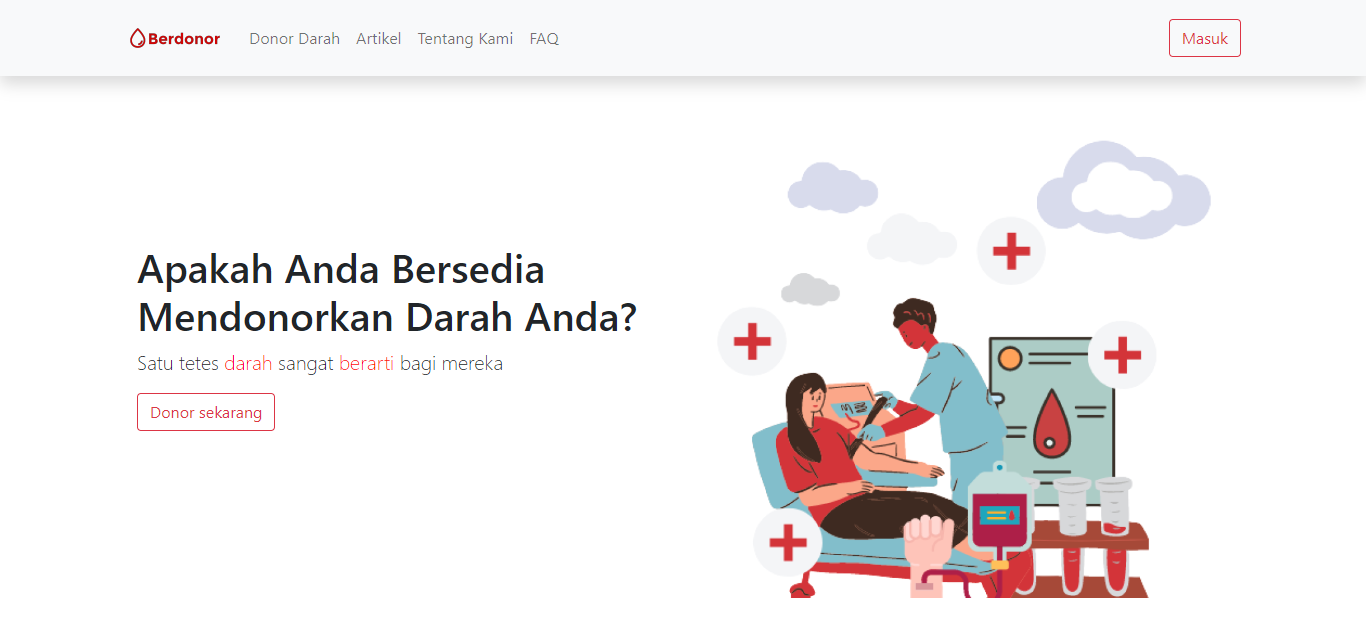 Berdonor Donor Darah Artikel Tentang Kami FAQ Masuk
Apakah Anda Bersedia
Mendonorkan Darah Anda?
Satu tetes darah sangat berarti bagi mereka
Donor sekarang